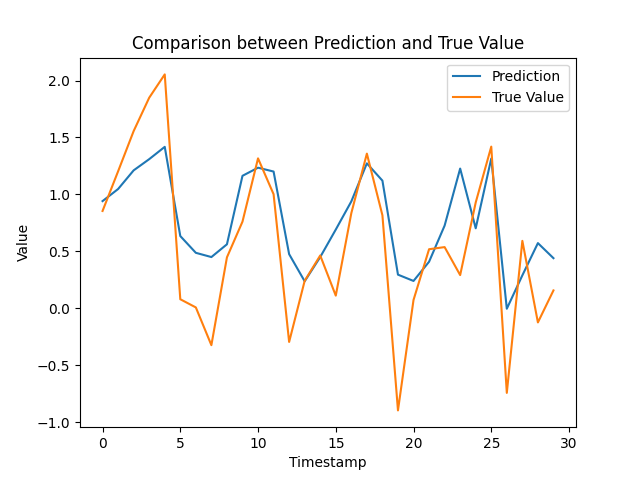 Comparison between Prediction and True Value
Prediction
True Value
2.0
1.5
1.0
0.5
0.0
−0.5
−1.0
Value
0 5 10 15 20 25 30
Timestamp